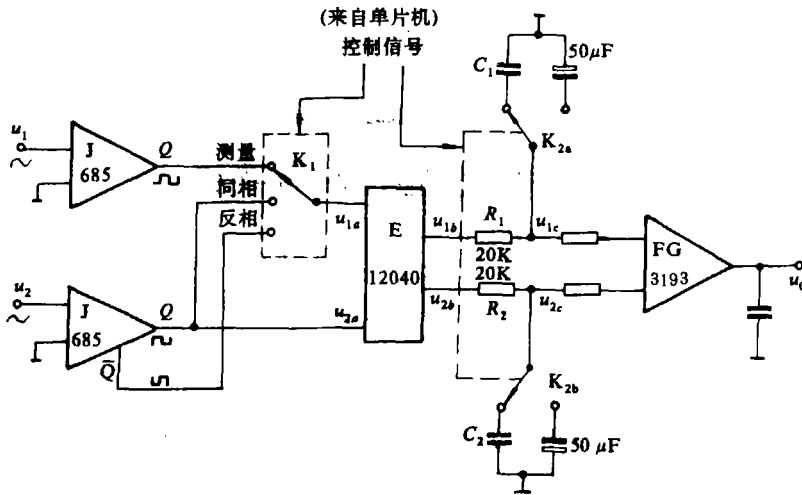 (来自单片机)
控制信号
50μF
C₁
K₂ₐ
u₁
J
685
Q
测量
K₁
同相
反相
u₁ₐ
E
12040
u₁b
R₁
20K
20K
R₂
u₂b
u₁c
u₂c
FG
3193
u₀
u₂
J
685
Q
Q̄
u₂ₐ
K₂b
C₂
50 μF